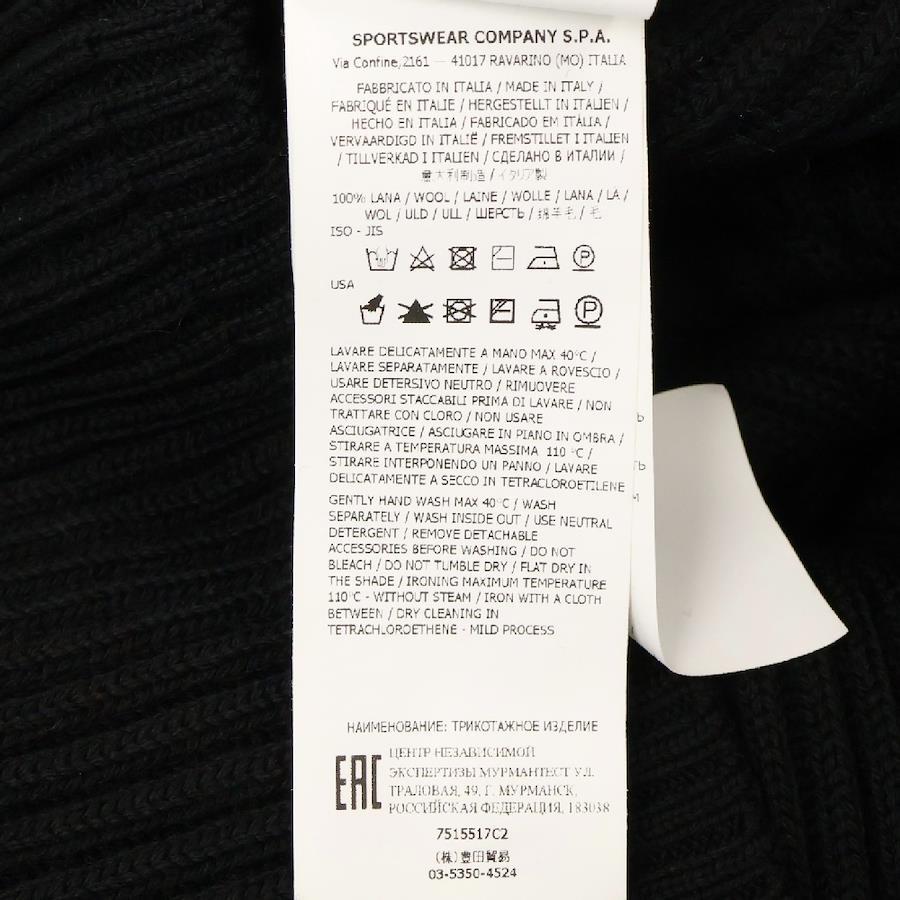 SPORTSWEAR COMPANY S.P.A.
Via Confine,2161 — 41017 RAVARINO (MO) ITALIA
FABBRICATO IN ITALIA / MADE IN ITALY /
FABRIQUÉ EN ITALIE / HERGESTELLT IN ITALIEN /
HECHO EN ITALIA / FABRICADO EM ITÁLIA /
VERVAARDIGD IN ITALIË / FREMSTILLET I ITALIEN
/ TILLVERKAD I ITALIEN / СДЕЛАНО В ИТАЛИИ /
意大利制造 / イタリア製
100% LANA / WOOL / LAINE / WOLLE / LANA / LA /
WOL / ULD / ULL / ШЕРСТЬ / 绵羊毛 / 毛
ISO - JIS
P
USA
P
LAVARE DELICATAMENTE A MANO MAX 40°C /
LAVARE SEPARATAMENTE / LAVARE A ROVESCIO /
USARE DETERSIVO NEUTRO / RIMUOVERE
ACCESSORI STACCABILI PRIMA DI LAVARE / NON
TRATTARE CON CLORO / NON USARE
ASCIUGATRICE / ASCIUGARE IN PIANO IN OMBRA /
STIRARE A TEMPERATURA MASSIMA 110 °C /
STIRARE INTERPONENDO UN PANNO / LAVARE
DELICATAMENTE A SECCO IN TETRACLOROETILENE
GENTLY HAND WASH MAX 40°C / WASH
SEPARATELY / WASH INSIDE OUT / USE NEUTRAL
DETERGENT / REMOVE DETACHABLE
ACCESSORIES BEFORE WASHING / DO NOT
BLEACH / DO NOT TUMBLE DRY / FLAT DRY IN
THE SHADE / IRONING MAXIMUM TEMPERATURE
110°C - WITHOUT STEAM / IRON WITH A CLOTH
BETWEEN / DRY CLEANING IN
TETRACHLOROETHENE - MILD PROCESS
НАИМЕНОВАНИЕ: ТРИКОТАЖНОЕ ИЗДЕЛИЕ
EAC
ЦЕНТР НЕЗАВИСИМОЙ
ЭКСПЕРТИЗЫ МУРМАНТЕСТ УЛ.
ТРАЛОВАЯ, 49, Г. МУРМАНСК,
РОССИЙСКАЯ ФЕДЕРАЦИЯ, 183038
7515517C2
(株)豊田貿易
03-5350-4524